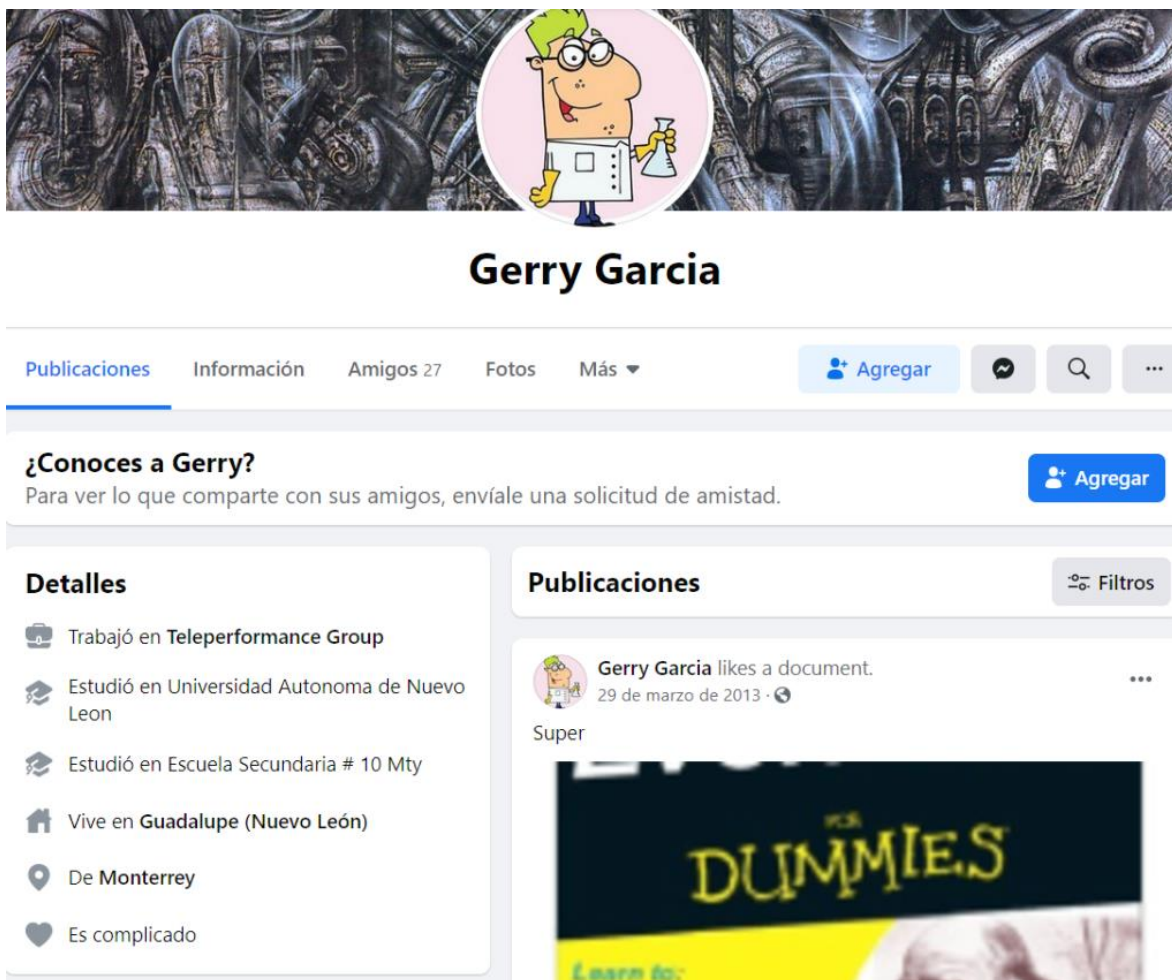 Gerry Garcia
Publicaciones
Información
Amigos 27
Fotos
Más
Agregar
¿Conoces a Gerry?
Para ver lo que comparte con sus amigos, envíale una solicitud de amistad.
Agregar
Detalles
Trabajó en Teleperformance Group
Estudió en Universidad Autonoma de Nuevo
Leon
Estudió en Escuela Secundaria # 10 Mty
Vive en Guadalupe (Nuevo León)
De Monterrey
Es complicado
Publicaciones
Filtros
Gerry Garcia likes a document.
29 de marzo de 2013 ·
Super
FOR
DUMMIES
Learn to: